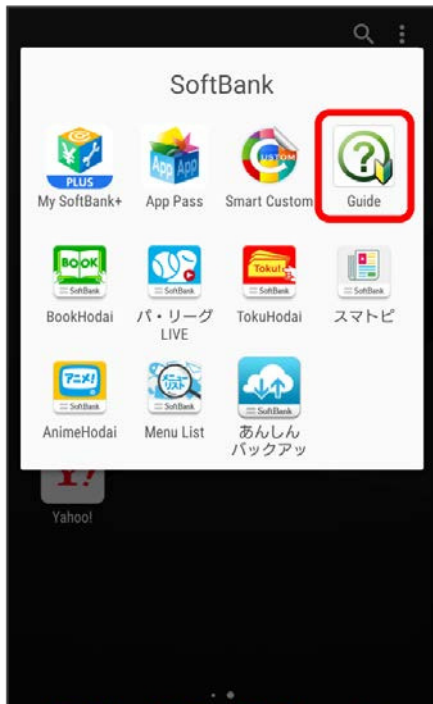 SoftBank
CUSTOM
App App
PLUS
My SoftBank+ App Pass Smart Custom Guide
BOOK Toku!
SoftBank SoftBank SoftBank SoftBank
BookHodai パ・リーグ TokuHodai スマトピ
LIVE
アニメ! メニュー
リスト
SoftBank SoftBank SoftBank
AnimeHodai Menu List あんしん
バックアッ
Y!
Yahoo!